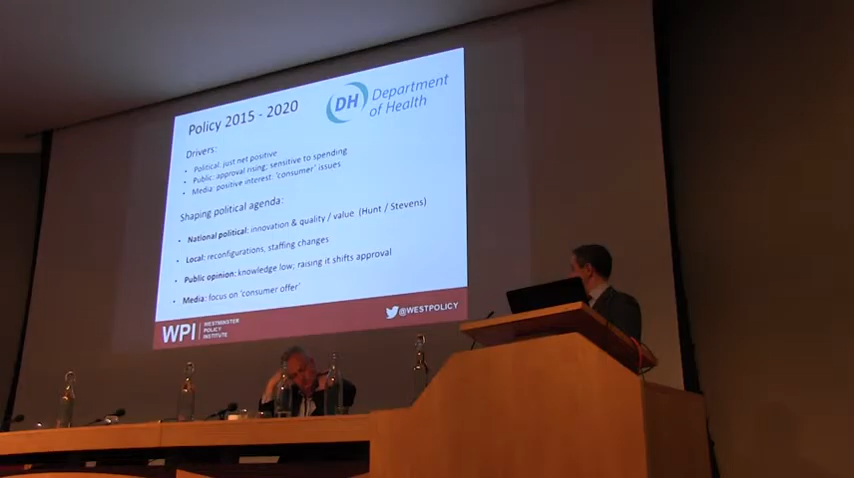 Policy 2015 - 2020
DH Department
of Health
Drivers:
• Political: just net positive
• Public: approval rising; sensitive to spending
• Media: positive interest: 'consumer' issues
Shaping political agenda:
• National political: innovation & quality / value (Hunt / Stevens)
• Local: reconfigurations, staffing changes
• Public opinion: knowledge low; raising it shifts approval
• Media: focus on 'consumer offer'
WPI WESTMINSTER
POLICY
INSTITUTE
@WESTPOLICY